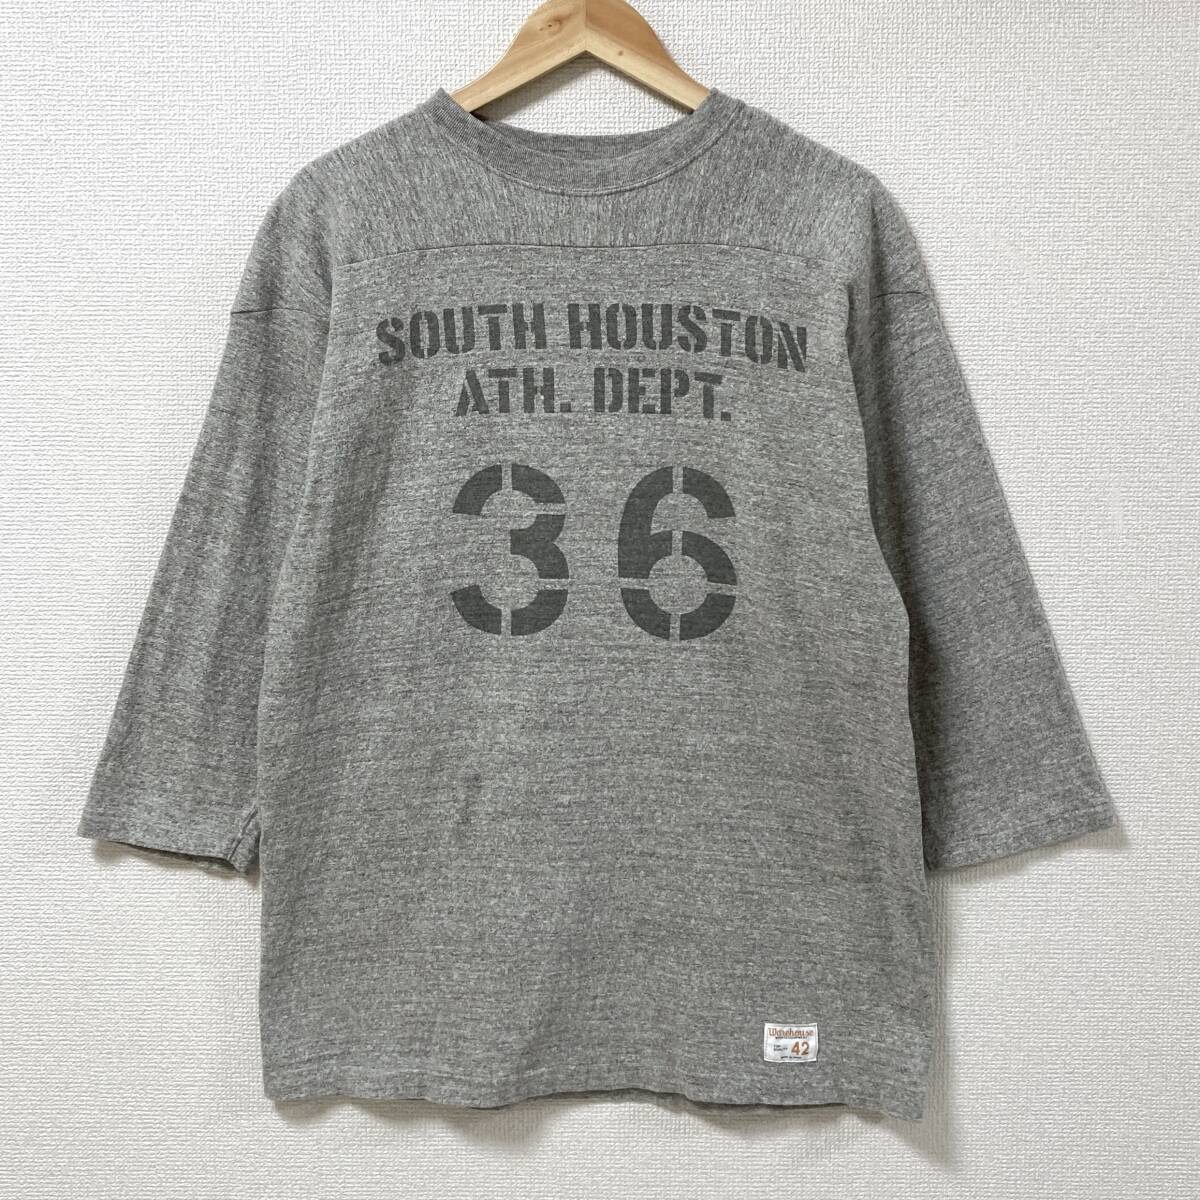 SOUTH HOUSTON
ATH. DEPT.
36
Warehouse
42